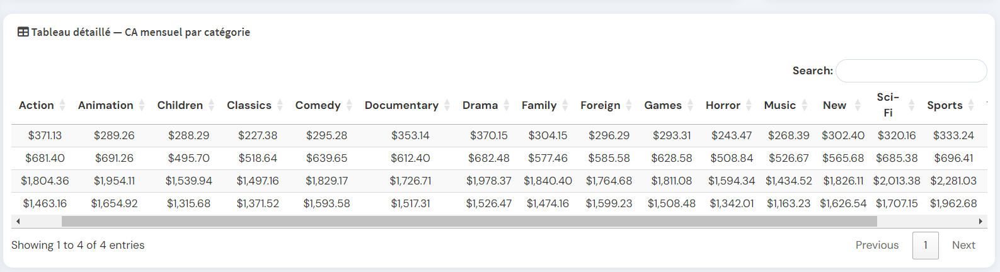 Tableau détaillé — CA mensuel par catégorie
Search:
Action Animation Children Classics Comedy Documentary Drama Family Foreign Games Horror Music New Sci-Fi Sports
$371.13 $289.26 $288.29 $227.38 $295.28 $353.14 $370.15 $304.15 $296.29 $293.31 $243.47 $268.39 $302.40 $320.16 $333.24
$681.40 $691.26 $495.70 $518.64 $639.65 $612.40 $682.48 $577.46 $585.58 $628.58 $508.84 $526.67 $565.68 $685.38 $696.41
$1,804.36 $1,954.11 $1,539.94 $1,497.16 $1,829.17 $1,726.71 $1,978.37 $1,840.40 $1,764.68 $1,811.08 $1,594.34 $1,434.52 $1,826.11 $2,013.38 $2,281.03
$1,463.16 $1,654.92 $1,315.68 $1,371.52 $1,593.58 $1,517.31 $1,526.47 $1,474.16 $1,599.23 $1,508.48 $1,342.01 $1,163.23 $1,626.54 $1,707.15 $1,962.68
Showing 1 to 4 of 4 entries
Previous 1 Next